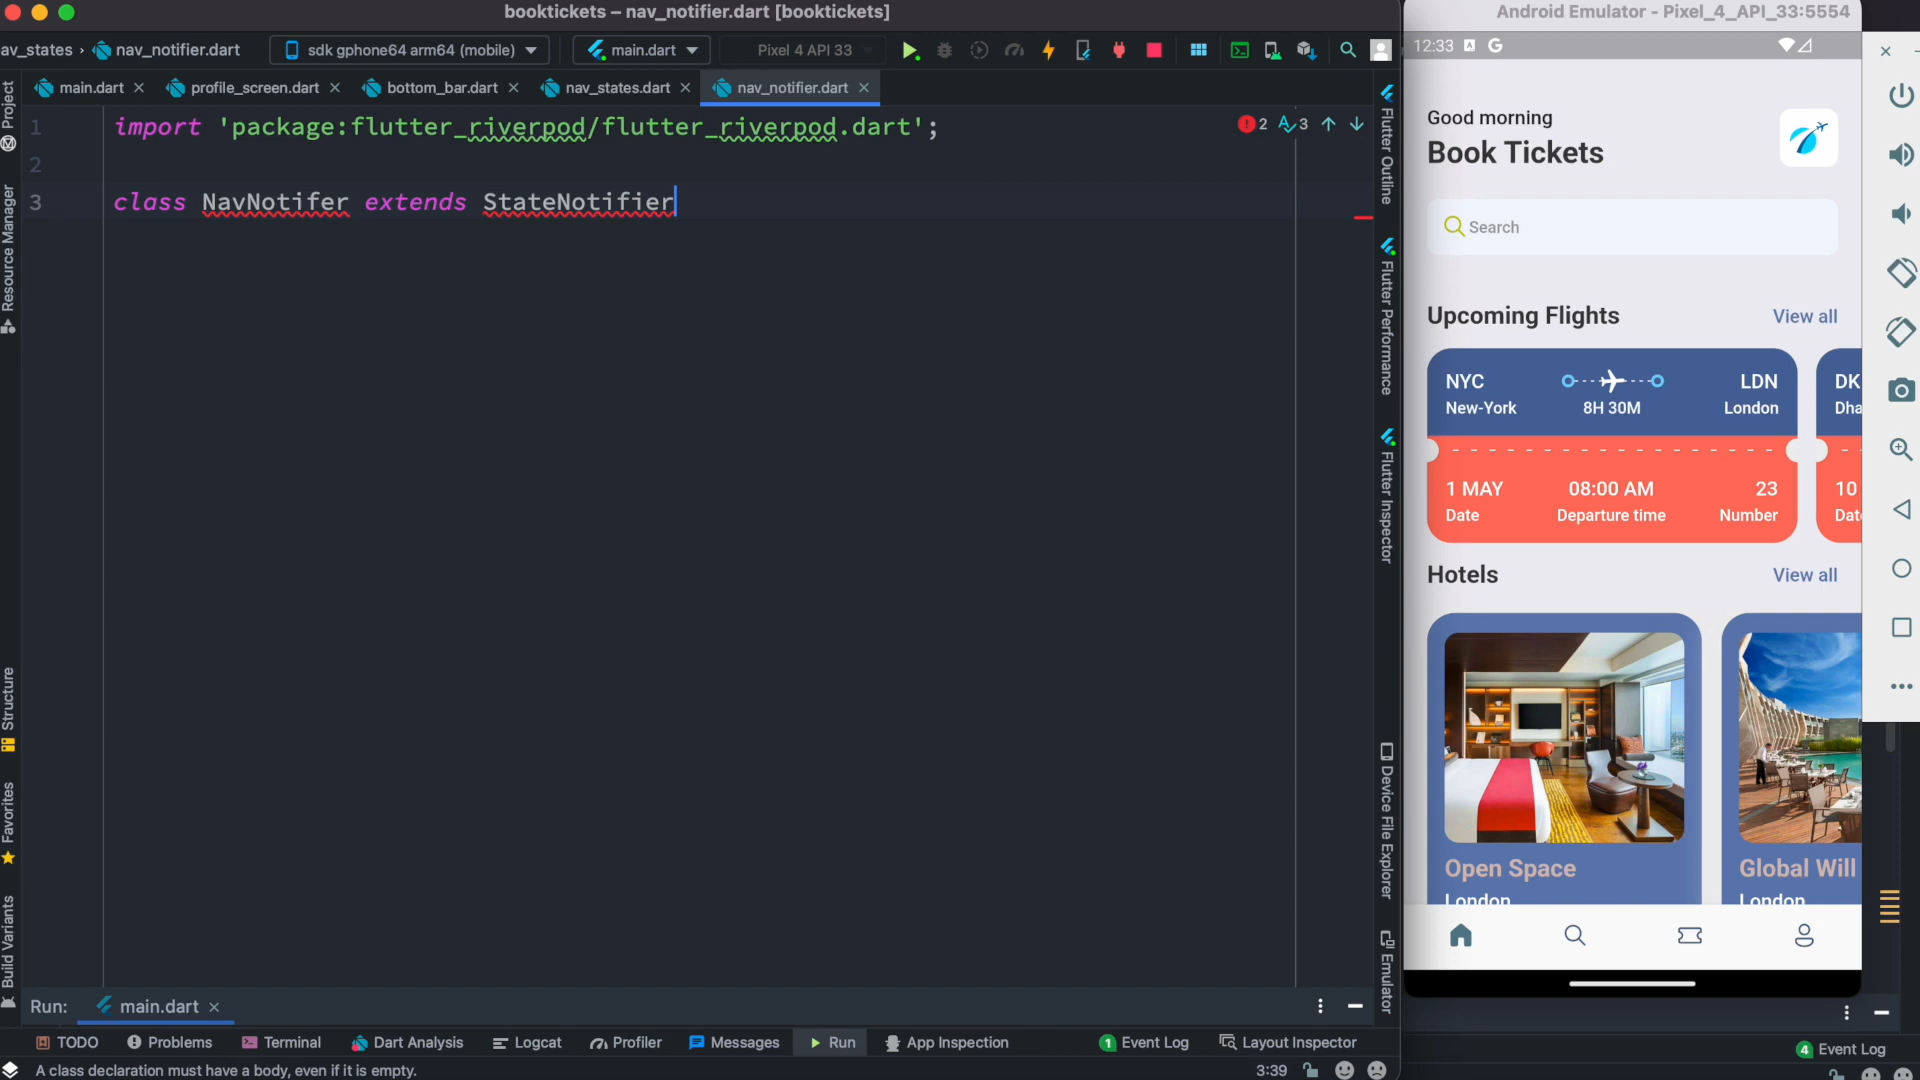 booktickets – nav_notifier.dart [booktickets]
av_states › nav_notifier.dart
sdk gphone64 arm64 (mobile)
main.dart
Pixel 4 API 33
main.dart
profile_screen.dart
bottom_bar.dart
nav_states.dart
nav_notifier.dart
1 import 'package:flutter_riverpod/flutter_riverpod.dart';
2
3 class NavNotifer extends StateNotifier
2
3
Project
Resource Manager
Structure
Favorites
Build Variants
Flutter Outline
Flutter Performance
Flutter Inspector
Device File Explorer
Emulator
Run:
main.dart
TODO
Problems
Terminal
Dart Analysis
Logcat
Profiler
Messages
Run
App Inspection
1 Event Log
Layout Inspector
A class declaration must have a body, even if it is empty.
3:39
Android Emulator - Pixel_4_API_33:5554
12:33
Good morning
Book Tickets
Search
Upcoming Flights
View all
NYC
LDN
New-York
8H 30M
London
1 MAY
08:00 AM
23
Date
Departure time
Number
DK
Dha
10
Dat
Hotels
View all
Open Space
London
Global Will
London
4 Event Log